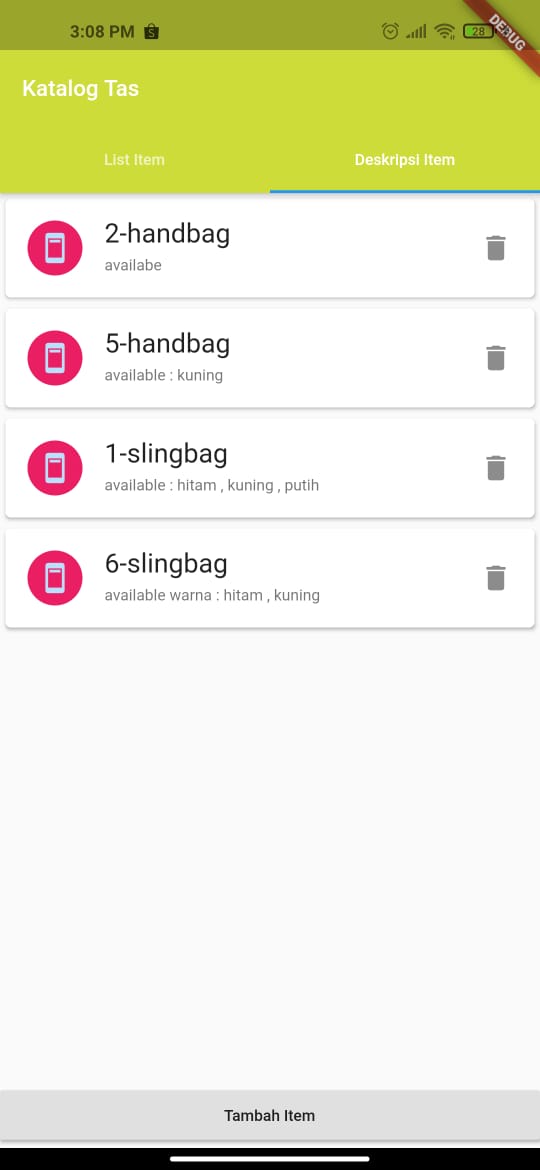 3:08 PM
28
DEBUG
Katalog Tas
List Item
Deskripsi Item
2-handbag
availabe
5-handbag
available : kuning
1-slingbag
available : hitam , kuning , putih
6-slingbag
available warna : hitam , kuning
Tambah Item